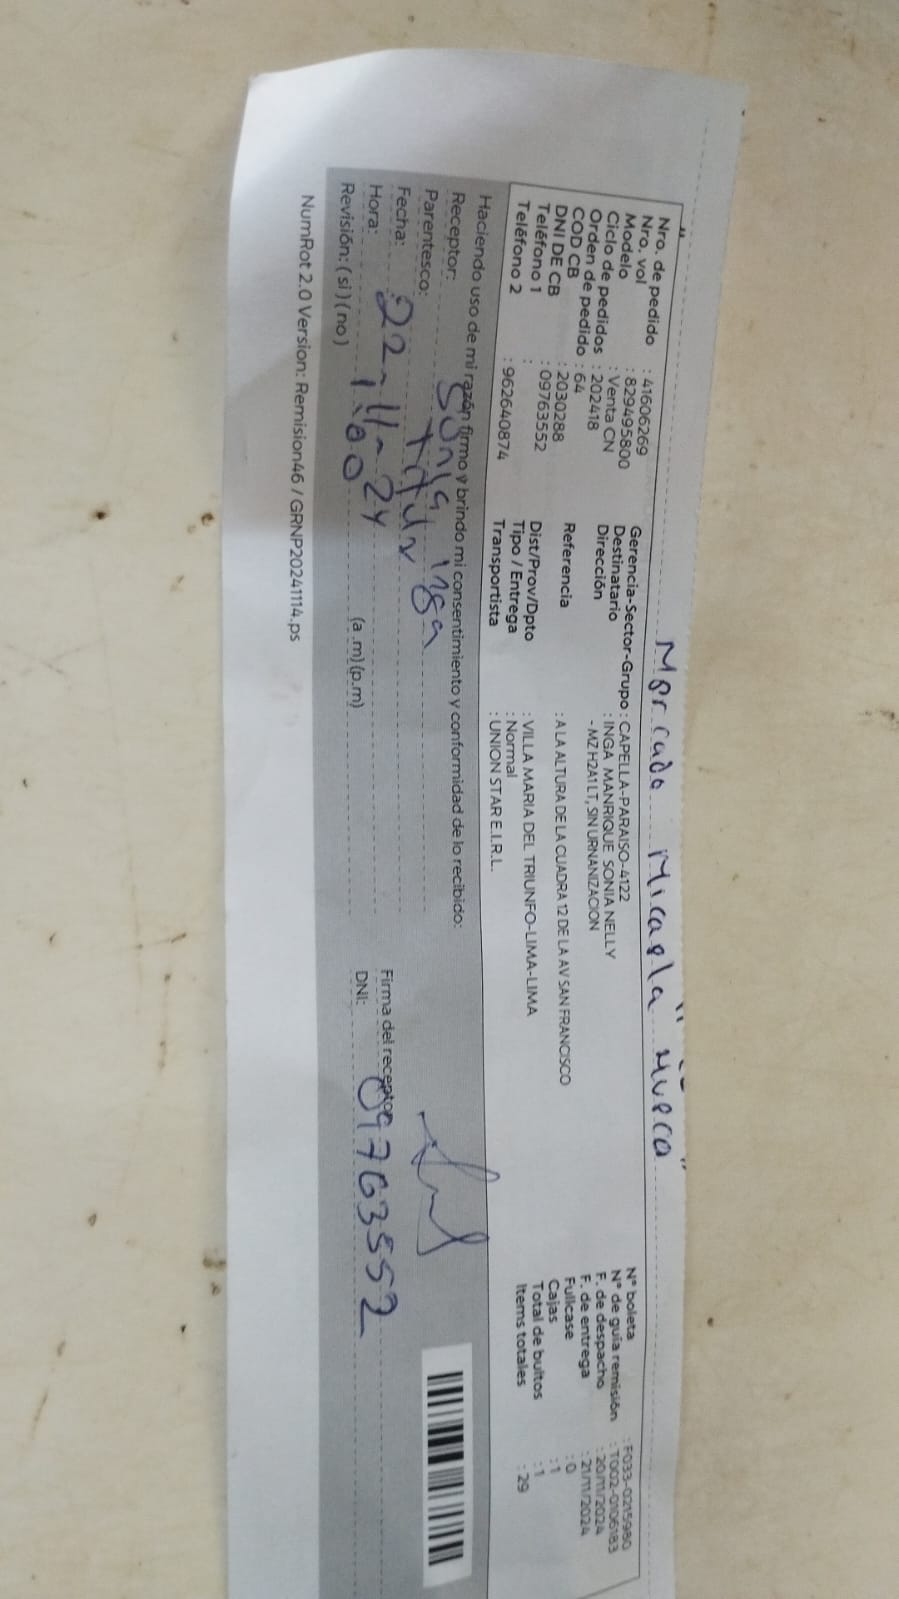 Mercado Micaela
Nro. de pedido : 41606269
Nro. vol : 829495800
Modelo : Venta CN
Ciclo de pedidos : 202418
Orden de pedido : 64
COD CB : 2030288
DNI DE CB : 09763552
Teléfono 1 :
Teléfono 2 : 962640874
Gerencia-Sector-Grupo : CAPELLA-PARAISO-4122
Destinatario : INGA MANRIQUE SONIA NELLY
Dirección - MZ H2A1 LT, SIN URNANIZACION
Referencia : A LA ALTURA DE LA CUADRA 12 DE LA AV SAN FRANCISCO
Dist/Prov/Dpto : VILLA MARIA DEL TRIUNFO-LIMA-LIMA
Tipo / Entrega : Normal
Transportista : UNION STAR E.I.R.L.
N° boleta : F033-0215980
N° de guía remisión : T002-0106183
F. de despacho : 20/11/2024
F. de entrega : 21/11/2024
Fullcase : 0
Cajas : 1
Total de bultos : 1
Items totales : 29
Haciendo uso de mi razón firmo y brindo mi consentimiento y conformidad de lo recibido:
Receptor: Sonia Inga
Parentesco:
Fecha: 22-11-24
Hora: 1:00 (a.m) (p.m)
Revisión: (si) (no)
Firma del receptor
DNI: 09763552
NumRot 2.0 Version: Remision46 / GRNP20241114.ps